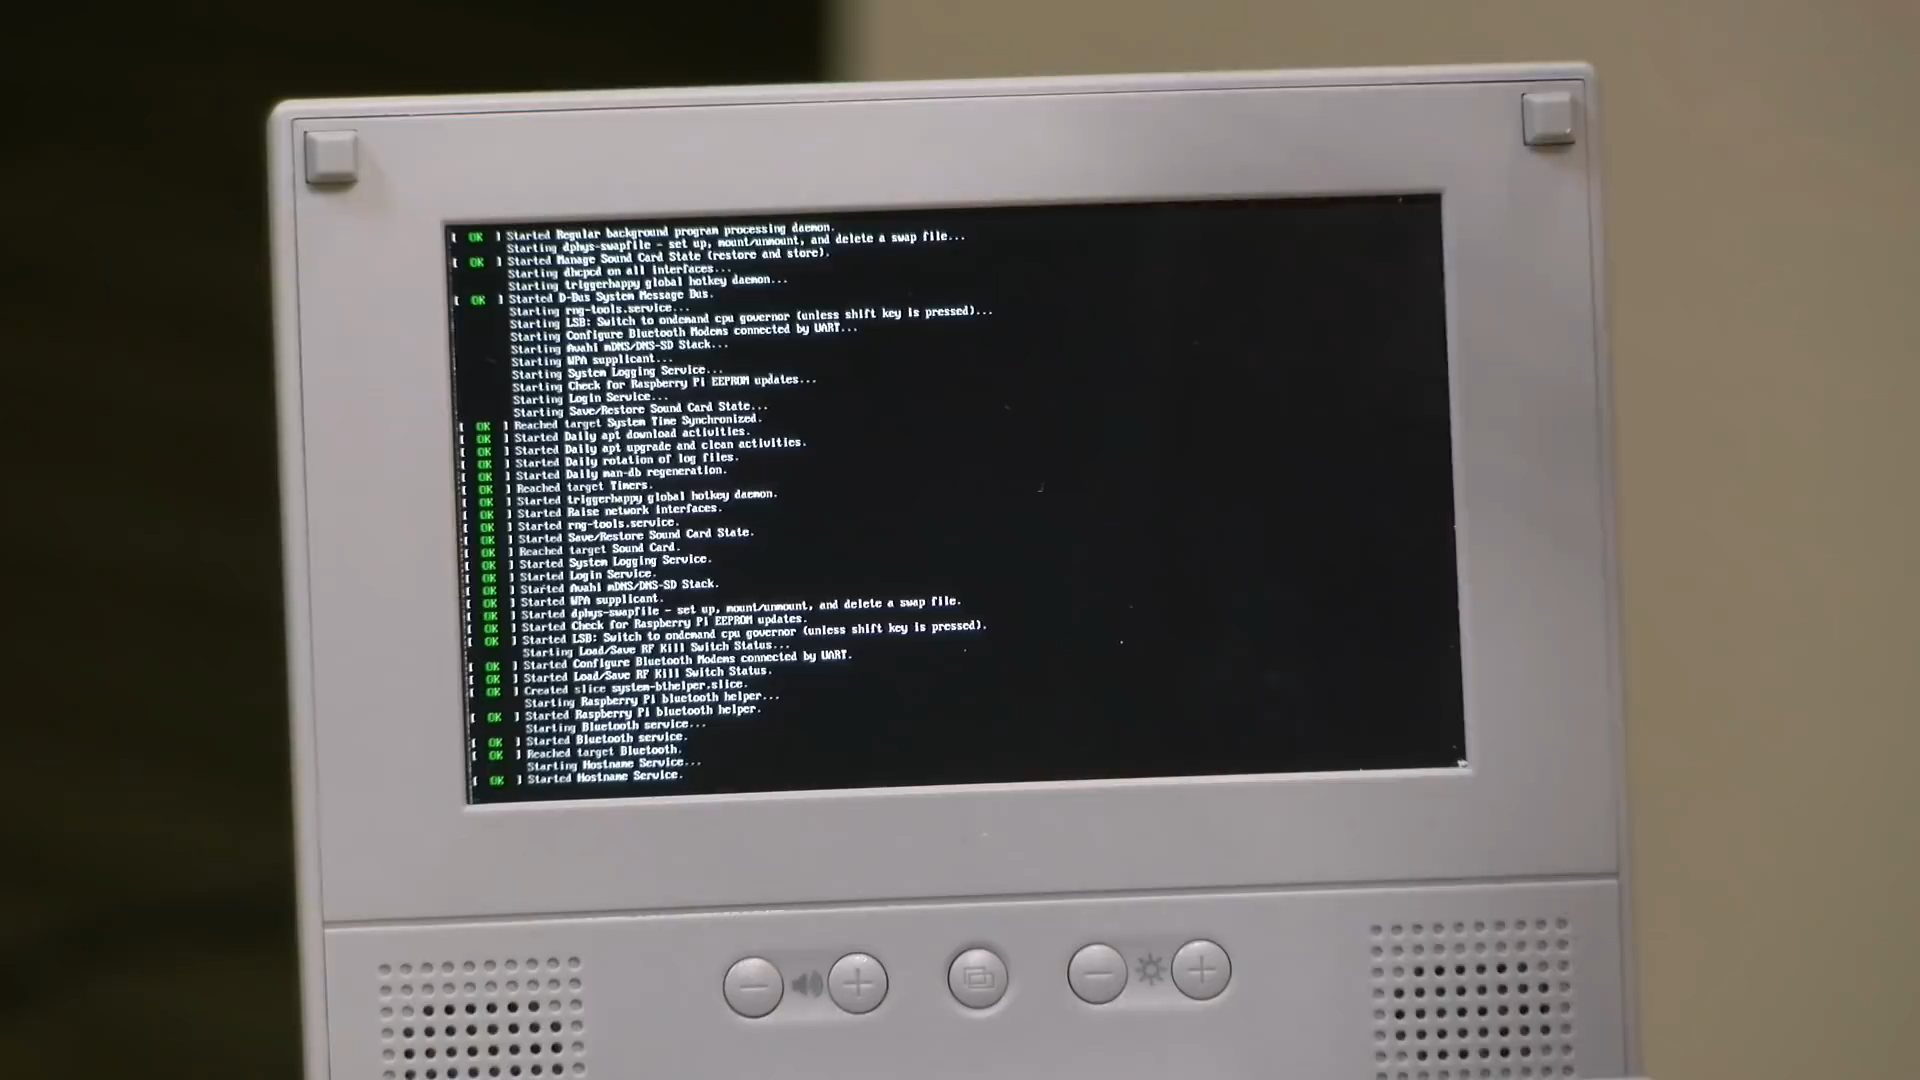 [ OK ] Started Regular background program processing daemon.
Starting dphys-swapfile - set up, mount/unmount, and delete a swap file...
[ OK ] Started Manage Sound Card State (restore and store).
Starting dhcpcd on all interfaces...
Starting triggerhappy global hotkey daemon...
[ OK ] Started D-Bus System Message Bus.
Starting rng-tools.service...
Starting LSB: Switch to ondemand cpu governor (unless shift key is pressed)...
Starting Configure Bluetooth Modems connected by UART...
Starting Avahi mDNS/DNS-SD Stack...
Starting WPA supplicant...
Starting System Logging Service...
Starting Check for Raspberry Pi EEPROM updates...
Starting Login Service...
Starting Save/Restore Sound Card State...
[ OK ] Reached target System Time Synchronized.
[ OK ] Started Daily apt download activities.
[ OK ] Started Daily apt upgrade and clean activities.
[ OK ] Started Daily rotation of log files.
[ OK ] Started Daily man-db regeneration.
[ OK ] Reached target Timers.
[ OK ] Started triggerhappy global hotkey daemon.
[ OK ] Started Raise network interfaces.
[ OK ] Started rng-tools.service.
[ OK ] Started Save/Restore Sound Card State.
[ OK ] Reached target Sound Card.
[ OK ] Started System Logging Service.
[ OK ] Started Login Service.
[ OK ] Started Avahi mDNS/DNS-SD Stack.
[ OK ] Started WPA supplicant.
[ OK ] Started dphys-swapfile - set up, mount/unmount, and delete a swap file.
[ OK ] Started Check for Raspberry Pi EEPROM updates.
[ OK ] Started LSB: Switch to ondemand cpu governor (unless shift key is pressed).
Starting Load/Save RF Kill Switch Status...
[ OK ] Started Configure Bluetooth Modems connected by UART.
[ OK ] Started Load/Save RF Kill Switch Status.
[ OK ] Created slice system-bthelper.slice.
Starting Raspberry Pi bluetooth helper...
[ OK ] Started Raspberry Pi bluetooth helper.
Starting Bluetooth service...
[ OK ] Started Bluetooth service.
[ OK ] Reached target Bluetooth.
Starting Hostname Service...
[ OK ] Started Hostname Service.